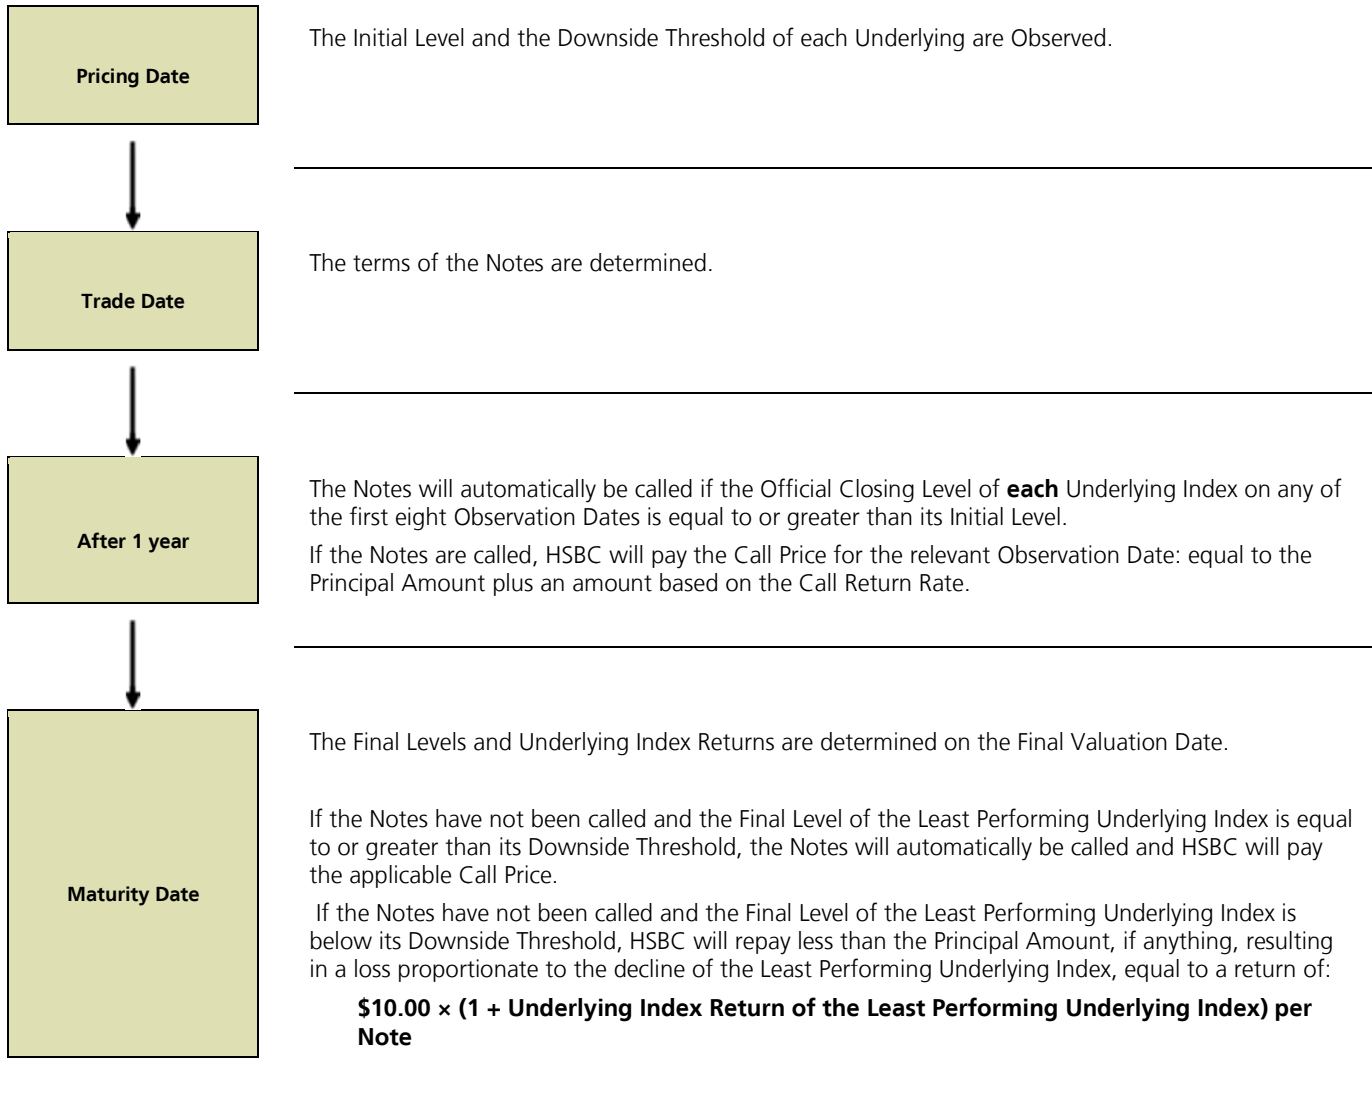 Pricing Date
The Initial Level and the Downside Threshold of each Underlying are Observed.
Trade Date
The terms of the Notes are determined.
After 1 year
The Notes will automatically be called if the Official Closing Level of each Underlying Index on any of
the first eight Observation Dates is equal to or greater than its Initial Level.
If the Notes are called, HSBC will pay the Call Price for the relevant Observation Date: equal to the
Principal Amount plus an amount based on the Call Return Rate.
Maturity Date
The Final Levels and Underlying Index Returns are determined on the Final Valuation Date.
If the Notes have not been called and the Final Level of the Least Performing Underlying Index is equal
to or greater than its Downside Threshold, the Notes will automatically be called and HSBC will pay
the applicable Call Price.
If the Notes have not been called and the Final Level of the Least Performing Underlying Index is
below its Downside Threshold, HSBC will repay less than the Principal Amount, if anything, resulting
in a loss proportionate to the decline of the Least Performing Underlying Index, equal to a return of:
$10.00 × (1 + Underlying Index Return of the Least Performing Underlying Index) per
Note